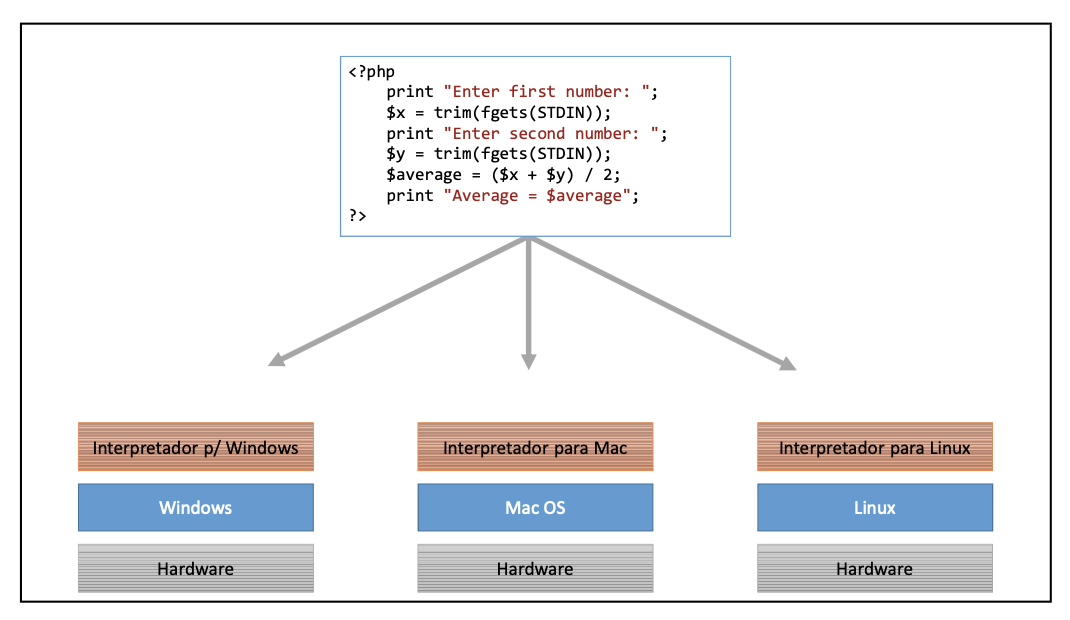 <?php
    print "Enter first number: ";
    $x = trim(fgets(STDIN));
    print "Enter second number: ";
    $y = trim(fgets(STDIN));
    $average = ($x + $y) / 2;
    print "Average = $average";
?>
Interpretador p/ Windows
Interpretador para Mac
Interpretador para Linux
Windows
Mac OS
Linux
Hardware
Hardware
Hardware